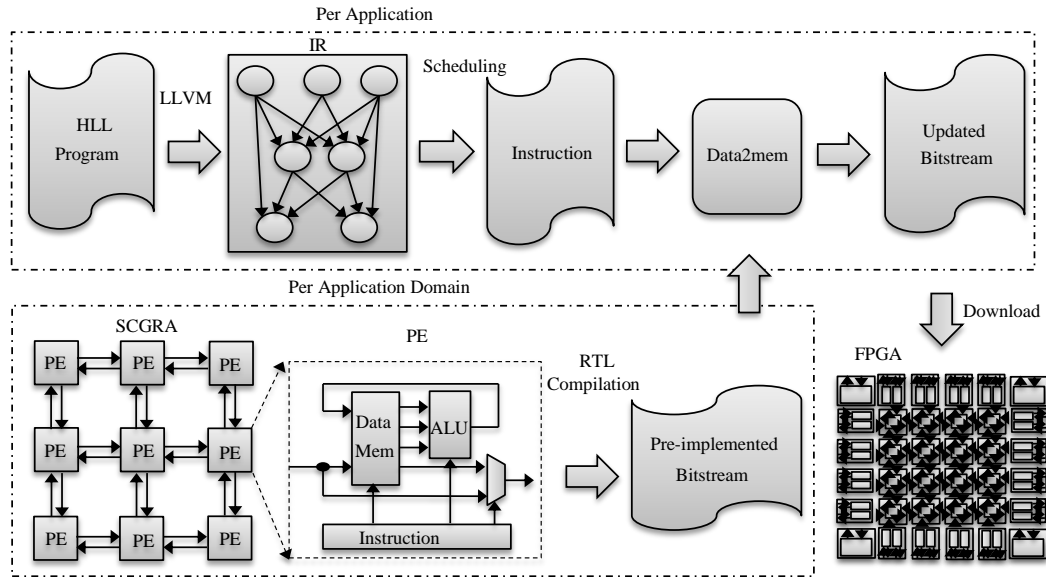 Per Application
HLL
Program
LLVM
IR
Scheduling
Instruction
Data2mem
Updated
Bitstream
Per Application Domain
SCGRA
PE PE PE
PE PE PE
PE PE PE
PE
Data
Mem
ALU
Instruction
RTL
Compilation
Pre-implemented
Bitstream
Download
FPGA